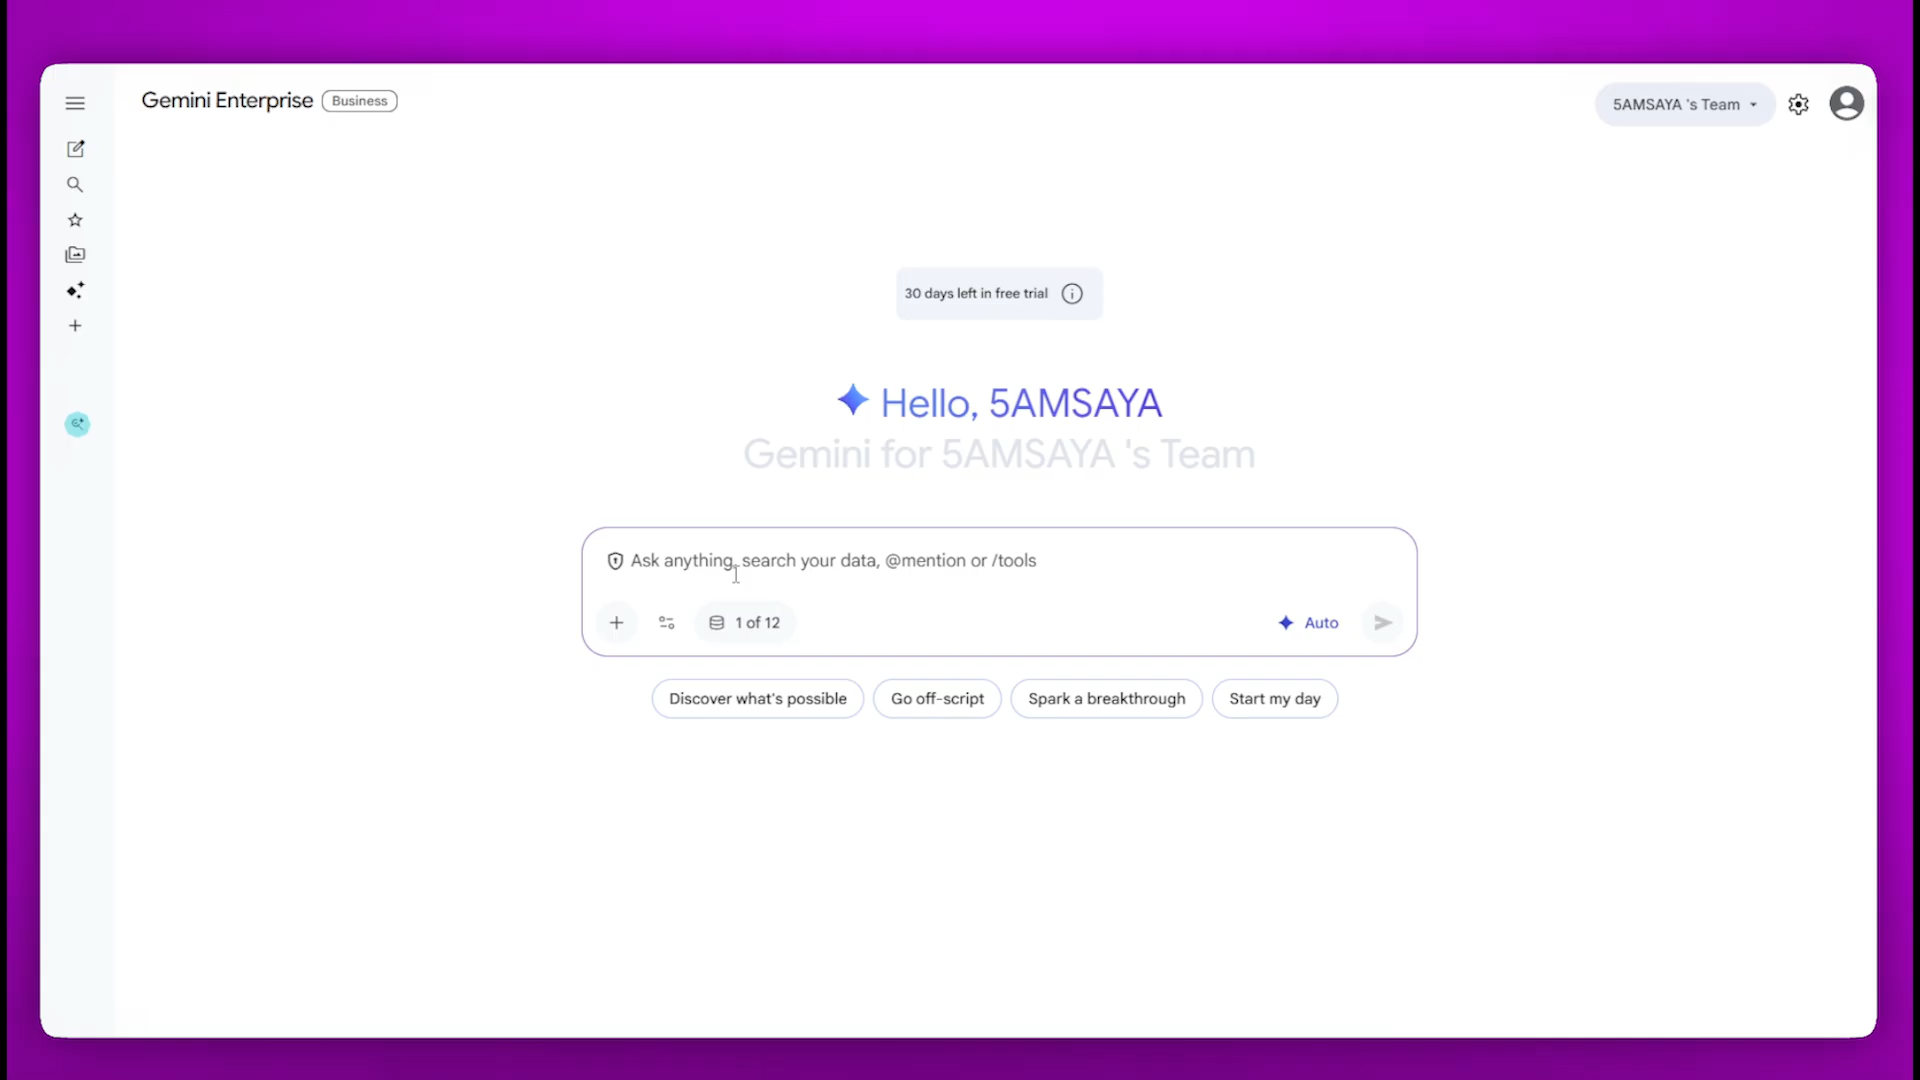 Gemini Enterprise Business
5AMSAYA 's Team
30 days left in free trial
Hello, 5AMSAYA
Gemini for 5AMSAYA 's Team
Ask anything, search your data, @mention or /tools
1 of 12
Auto
Discover what's possible
Go off-script
Spark a breakthrough
Start my day